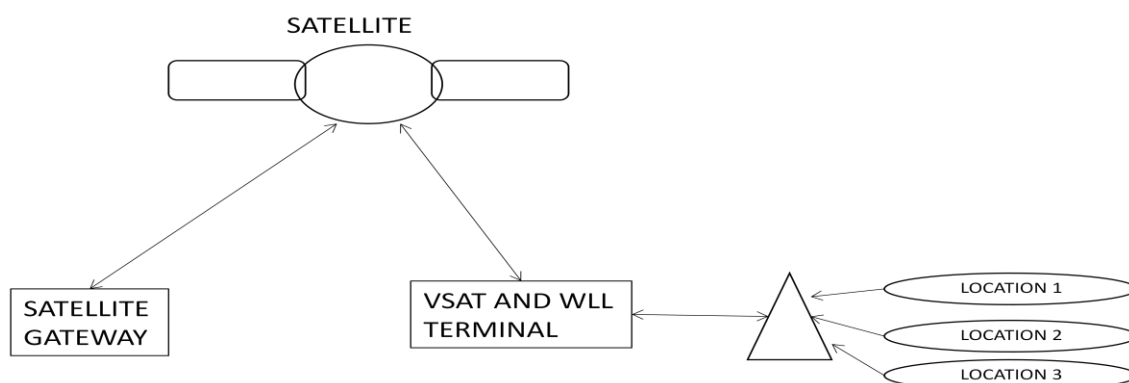 SATELLITE
SATELLITE
GATEWAY
VSAT AND WLL
TERMINAL
LOCATION 1
LOCATION 2
LOCATION 3